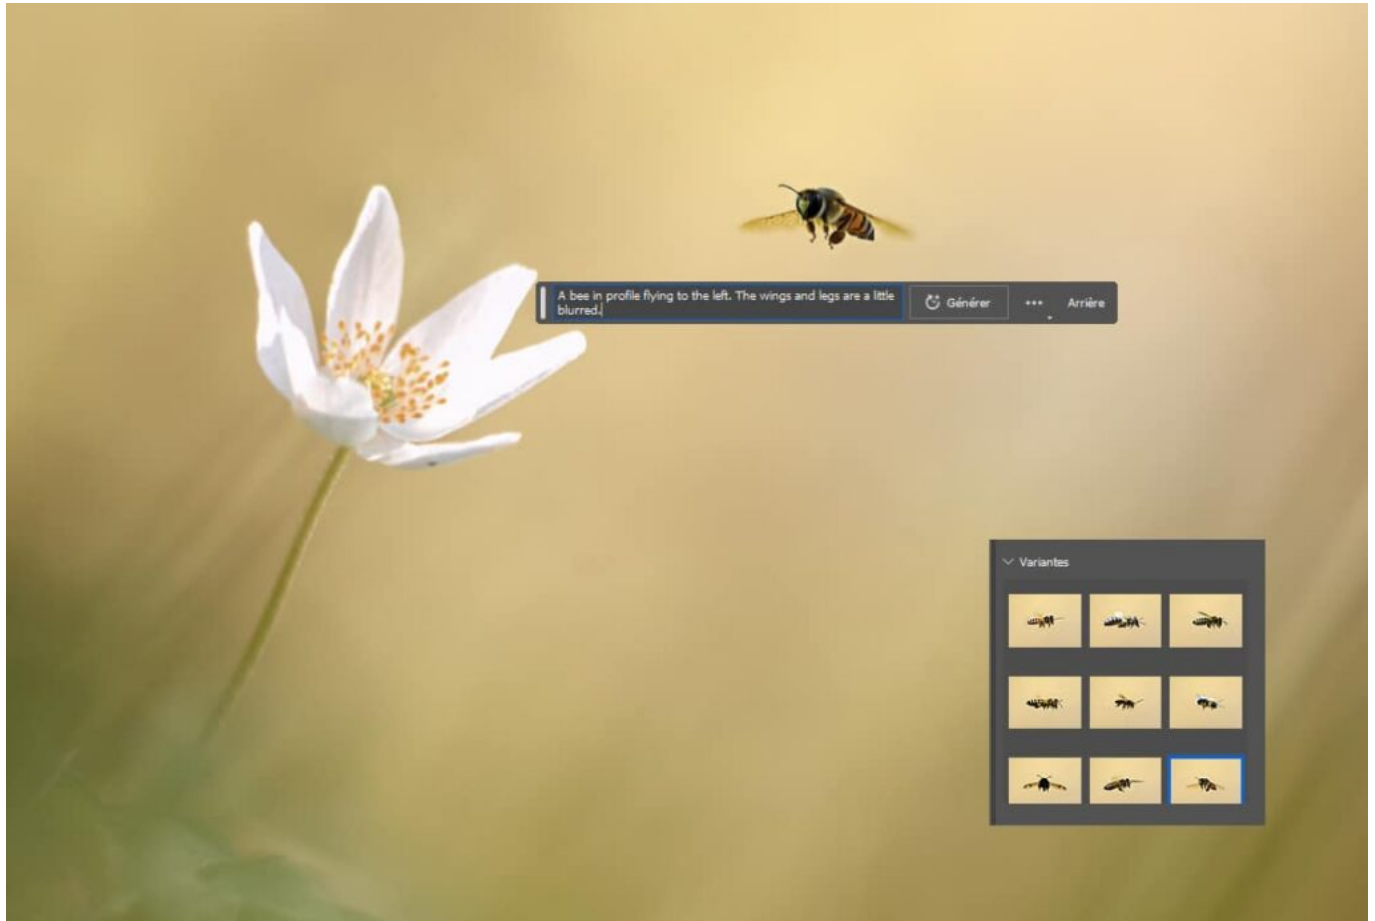 A bee in profile flying to the left. The wings and legs are a little
blurred.
Générer
Arrière
Variantes